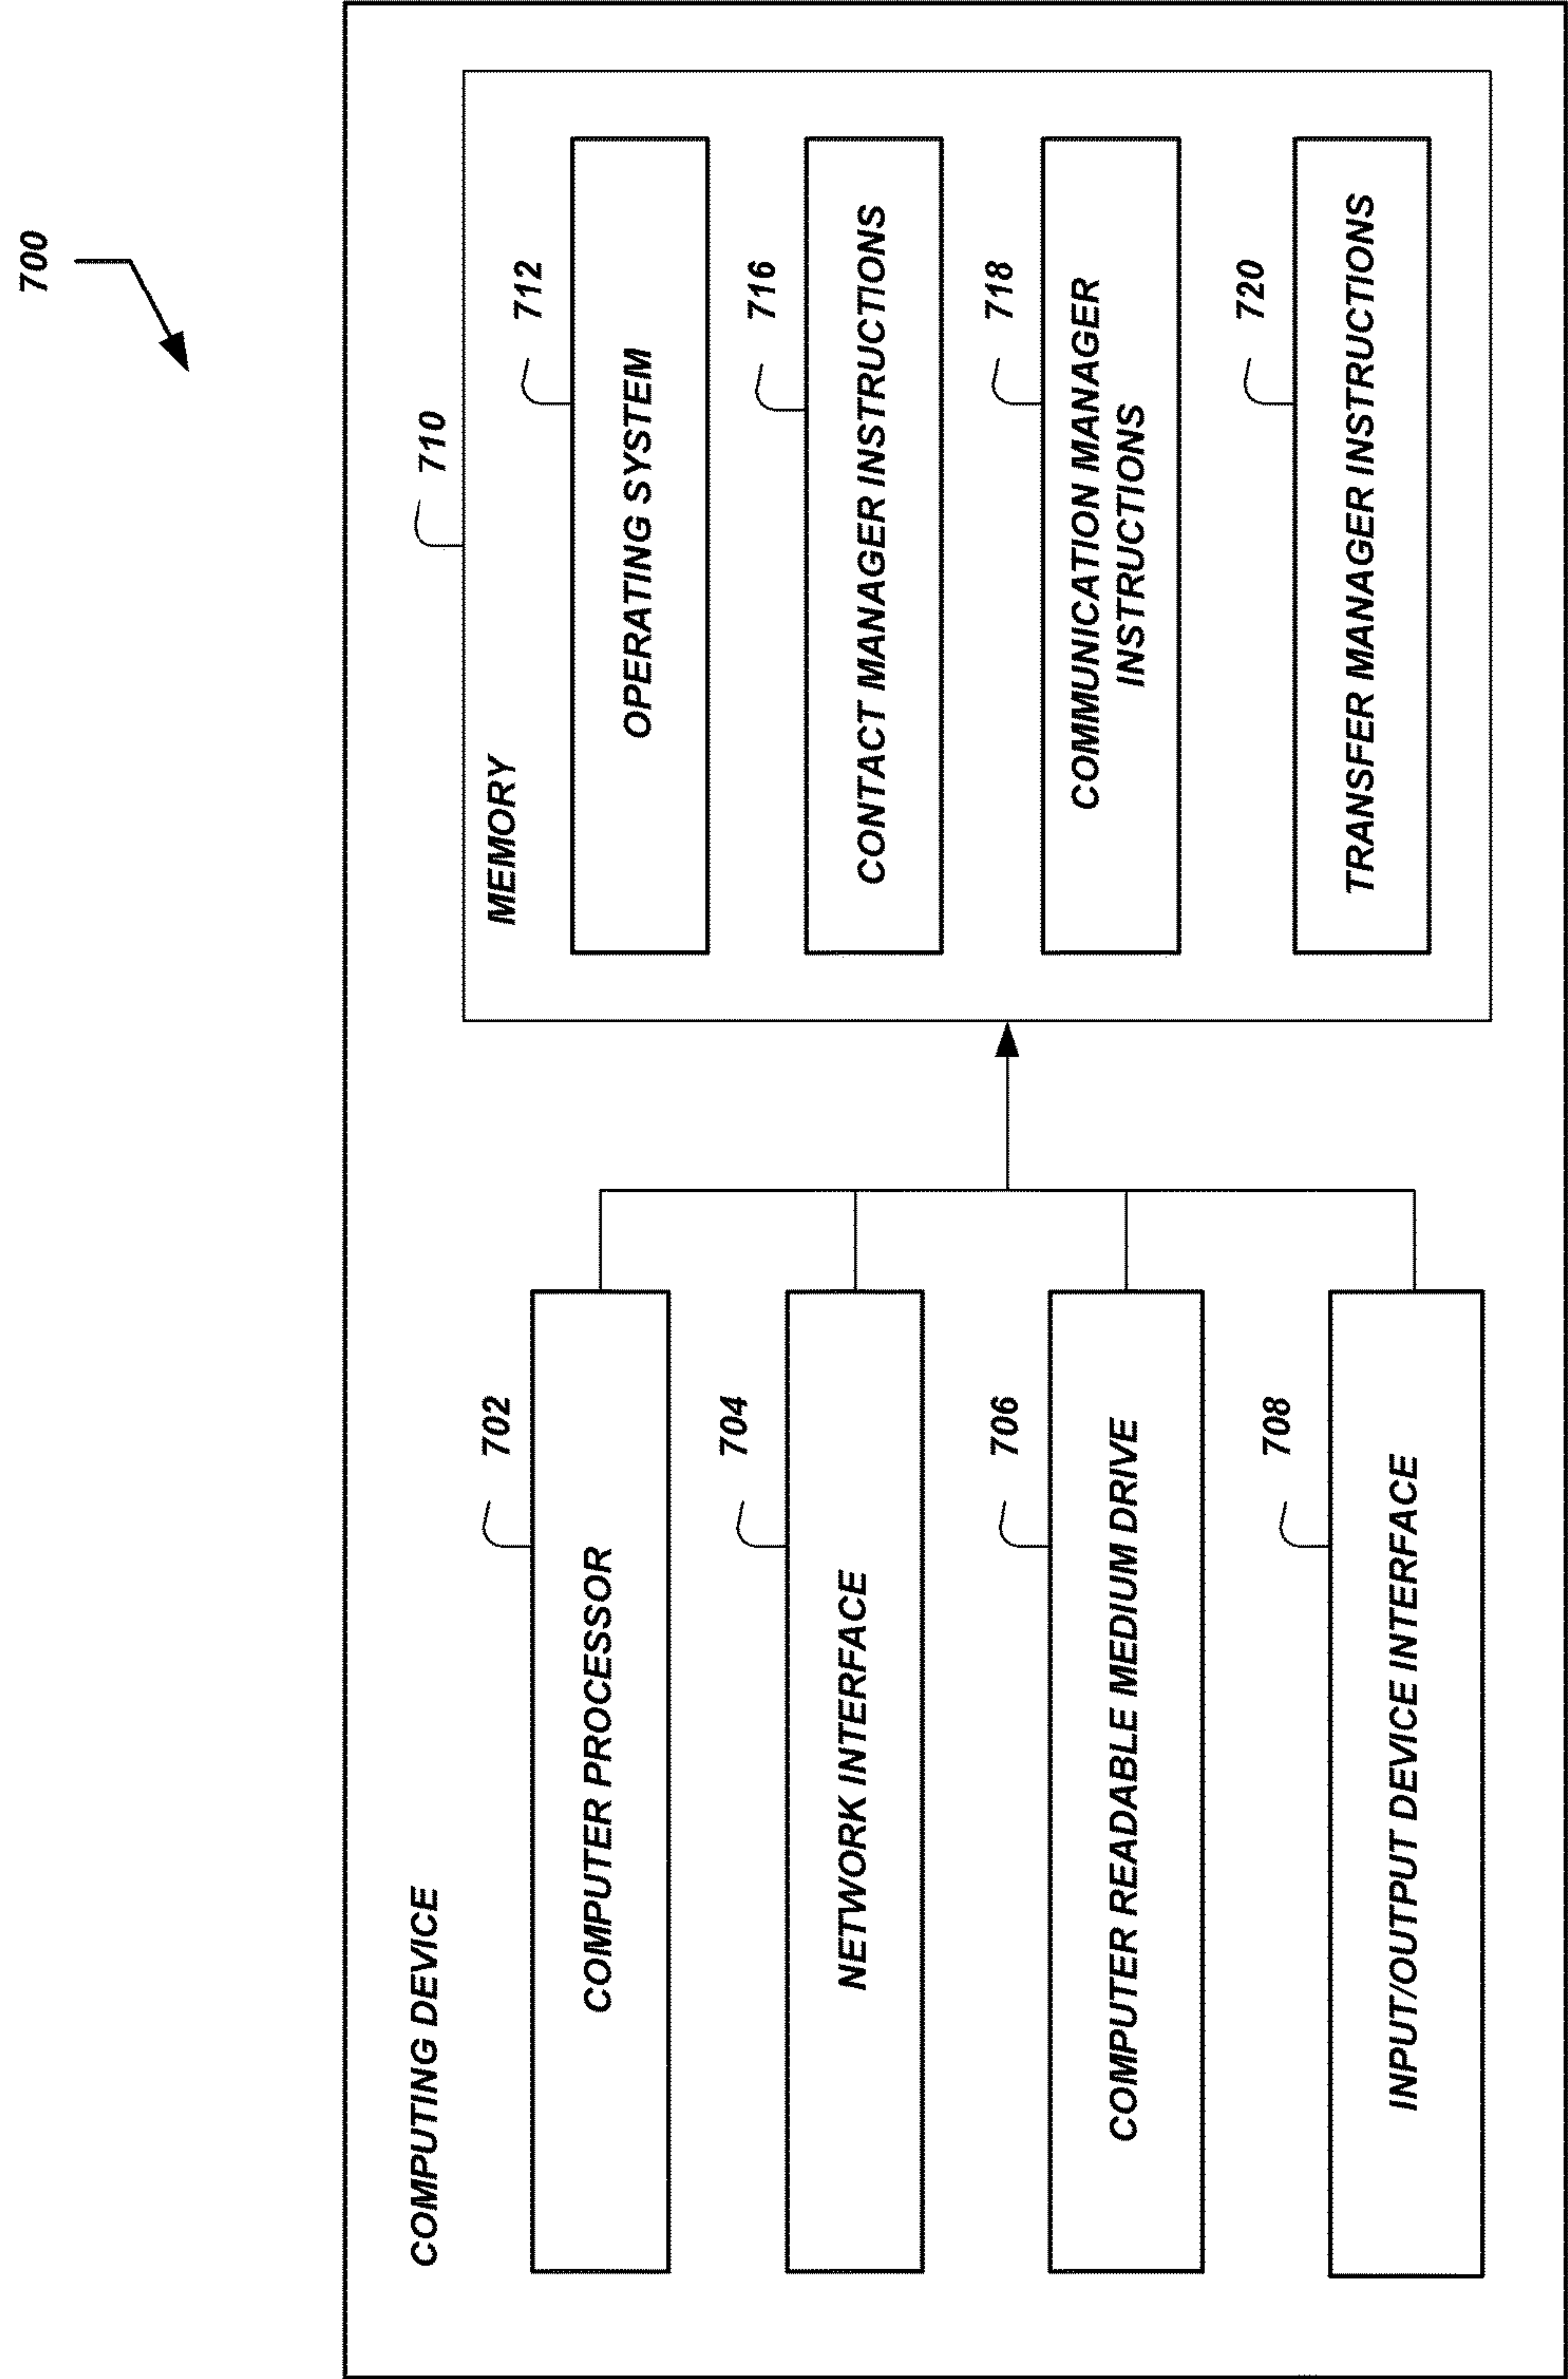 700
COMPUTING DEVICE
702
COMPUTER PROCESSOR
704
NETWORK INTERFACE
706
COMPUTER READABLE MEDIUM DRIVE
708
INPUT/OUTPUT DEVICE INTERFACE
710
MEMORY
712
OPERATING SYSTEM
716
CONTACT MANAGER INSTRUCTIONS
718
COMMUNICATION MANAGER
INSTRUCTIONS
720
TRANSFER MANAGER INSTRUCTIONS